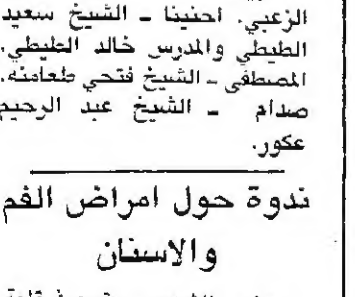 الزعبي. احنينا ـ الشيخ سعيد
الطيطي والمدرس خالد الطيطي.
المصطفى ـ الشيخ فتحي طعامنه.
صدام ـ الشيخ عبد الرحيم
عكور.
ندوة حول امراض الفم
والاسنان